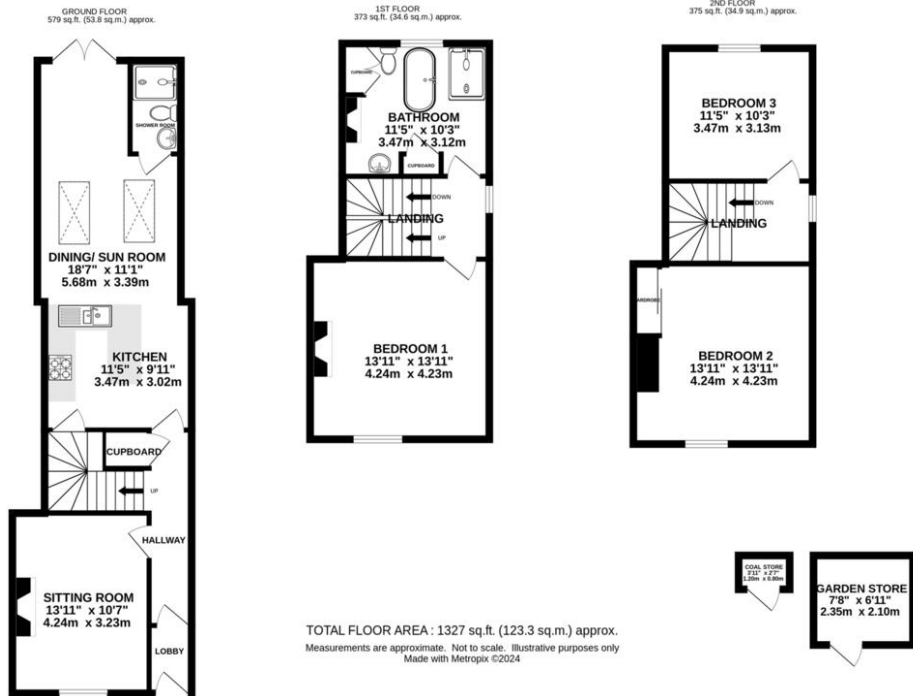 GROUND FLOOR
579 sq.ft. (53.8 sq.m.) approx.
SHOWER ROOM
DINING/ SUN ROOM
18'7" x 11'1"
5.68m x 3.39m
KITCHEN
11'5" x 9'11"
3.47m x 3.02m
CUPBOARD
UP
HALLWAY
SITTING ROOM
13'11" x 10'7"
4.24m x 3.23m
LOBBY
1ST FLOOR
373 sq.ft. (34.6 sq.m.) approx.
CUPBOARD
BATHROOM
11'5" x 10'3"
3.47m x 3.12m
CUPBOARD
DOWN
LANDING
UP
BEDROOM 1
13'11" x 13'11"
4.24m x 4.23m
2ND FLOOR
375 sq.ft. (34.9 sq.m.) approx.
BEDROOM 3
11'5" x 10'3"
3.47m x 3.13m
DOWN
LANDING
WARDROBE
BEDROOM 2
13'11" x 13'11"
4.24m x 4.23m
COAL STORE
3'11" x 2'7"
1.20m x 0.80m
GARDEN STORE
7'8" x 6'11"
2.35m x 2.10m
TOTAL FLOOR AREA : 1327 sq.ft. (123.3 sq.m.) approx.
Measurements are approximate. Not to scale. Illustrative purposes only
Made with Metropix ©2024